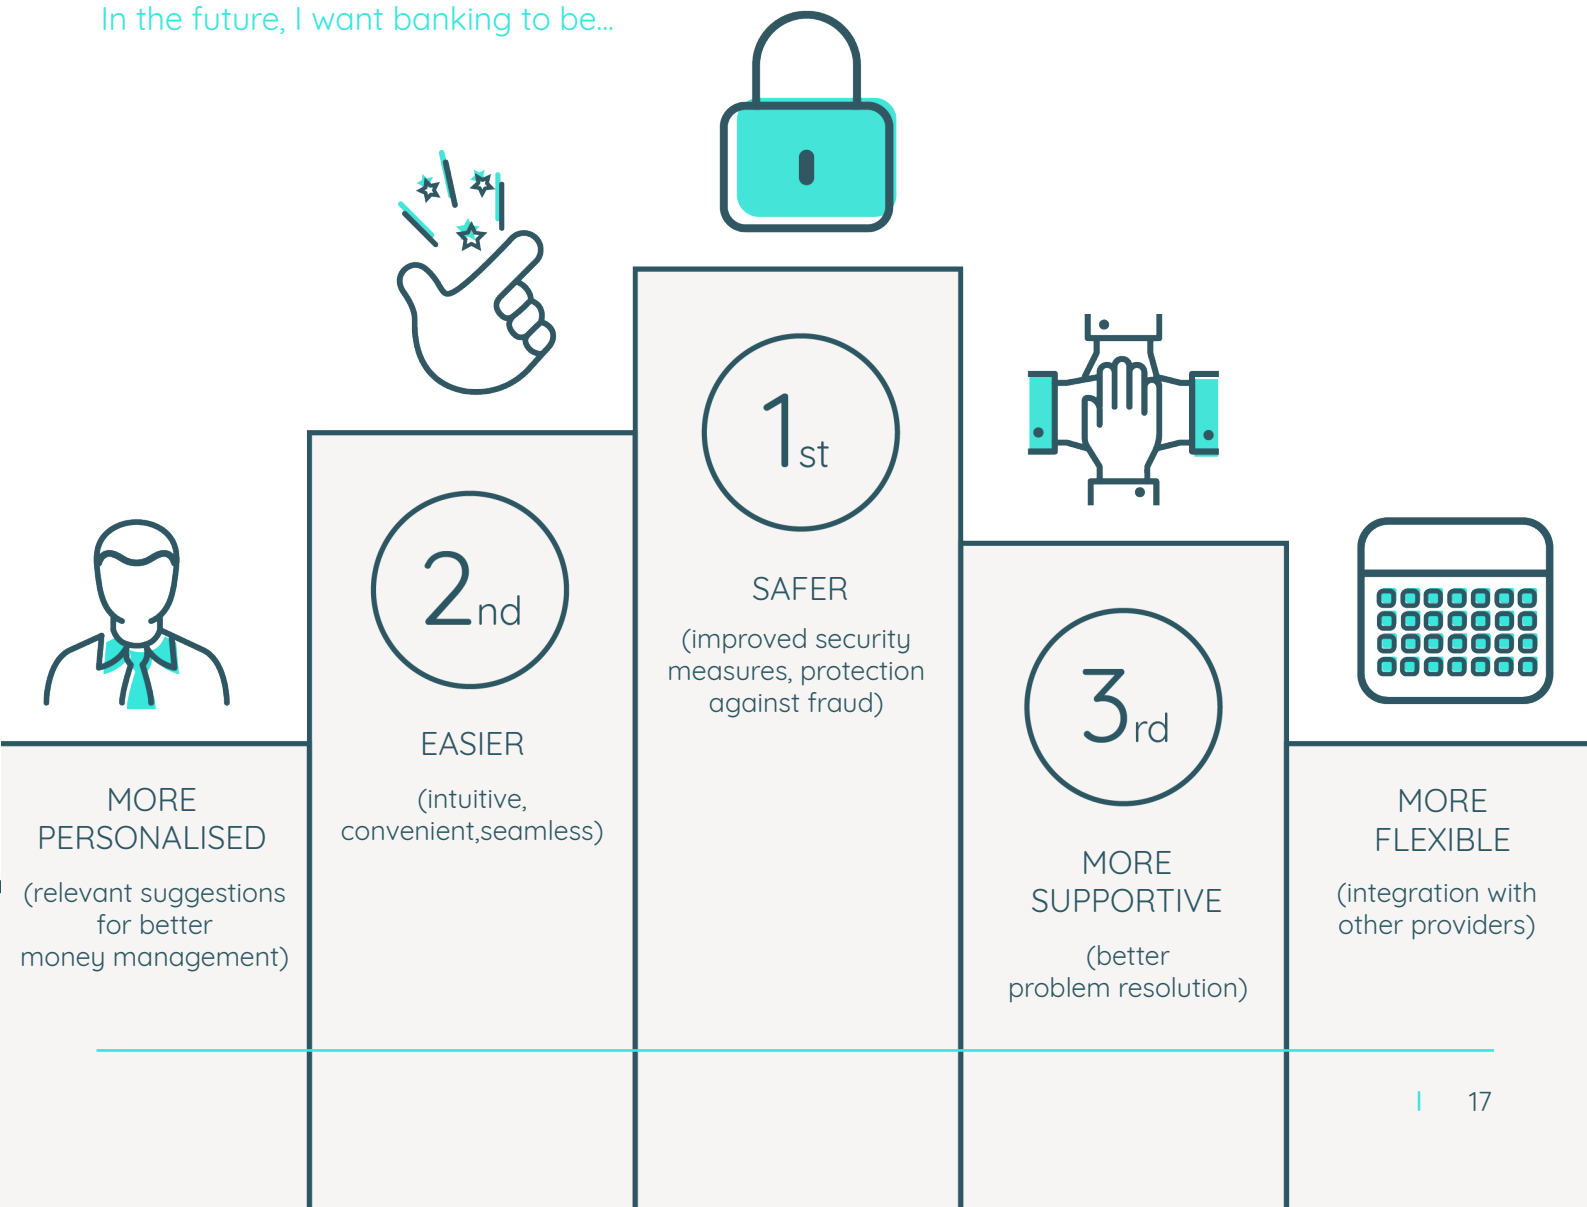 In the future, I want banking to be...
1st
SAFER
(improved security
measures, protection
against fraud)
2nd
EASIER
(intuitive,
convenient,seamless)
3rd
MORE
SUPPORTIVE
(better
problem resolution)
MORE
PERSONALISED
(relevant suggestions
for better
money management)
MORE
FLEXIBLE
(integration with
other providers)
| 17